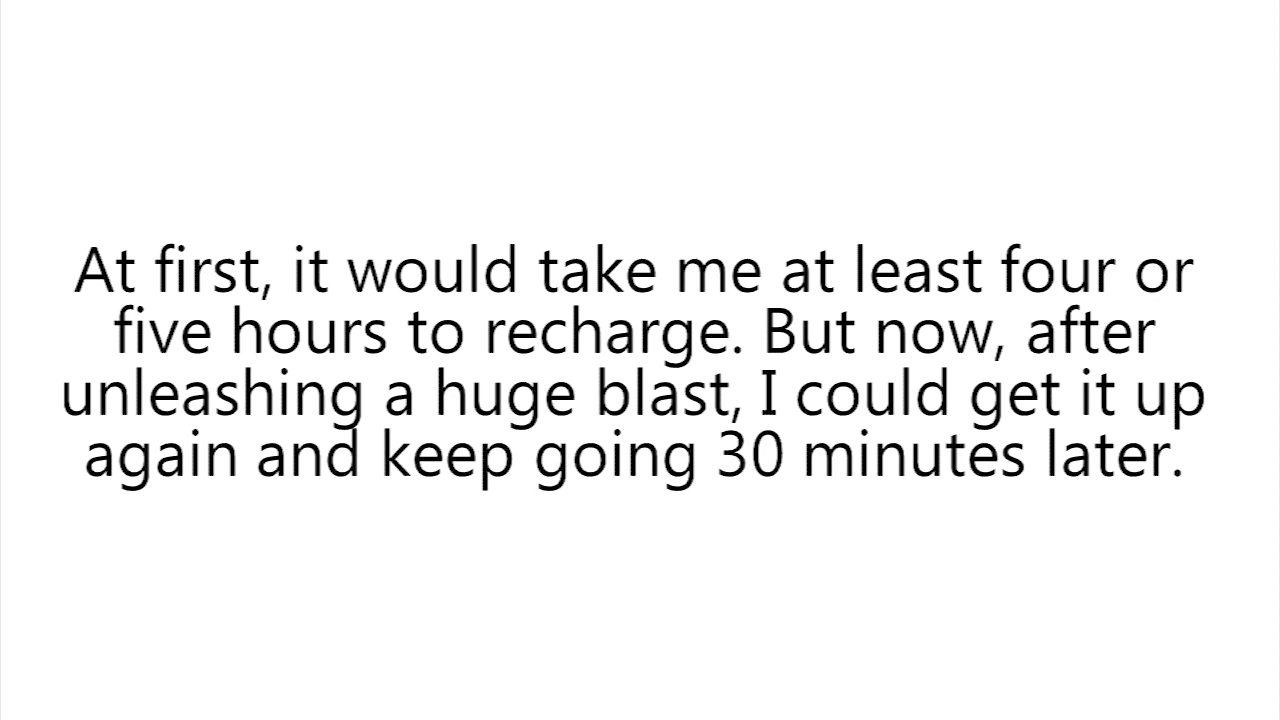 At first, it would take me at least four or
five hours to recharge. But now, after
unleashing a huge blast, I could get it up
again and keep going 30 minutes later.